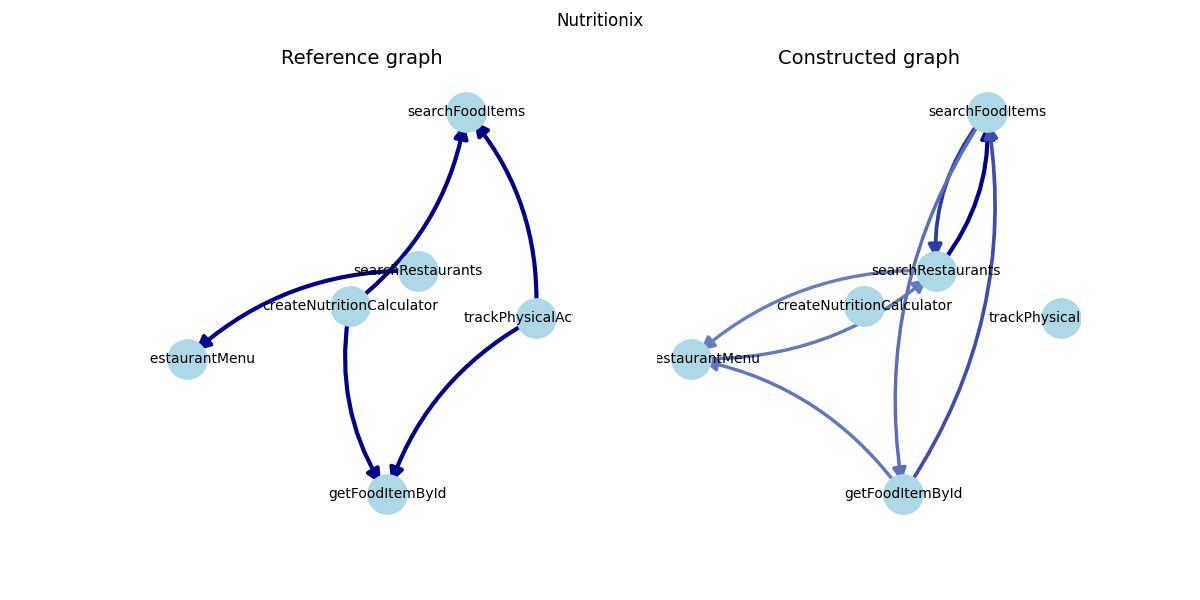 Nutritionix
Reference graph
searchFoodItems
searchRestaurants
createNutritionCalculator
trackPhysicalAc
estaurantMenu
getFoodItemById
Constructed graph
searchFoodItems
searchRestaurants
createNutritionCalculator
trackPhysical
estaurantMenu
getFoodItemById